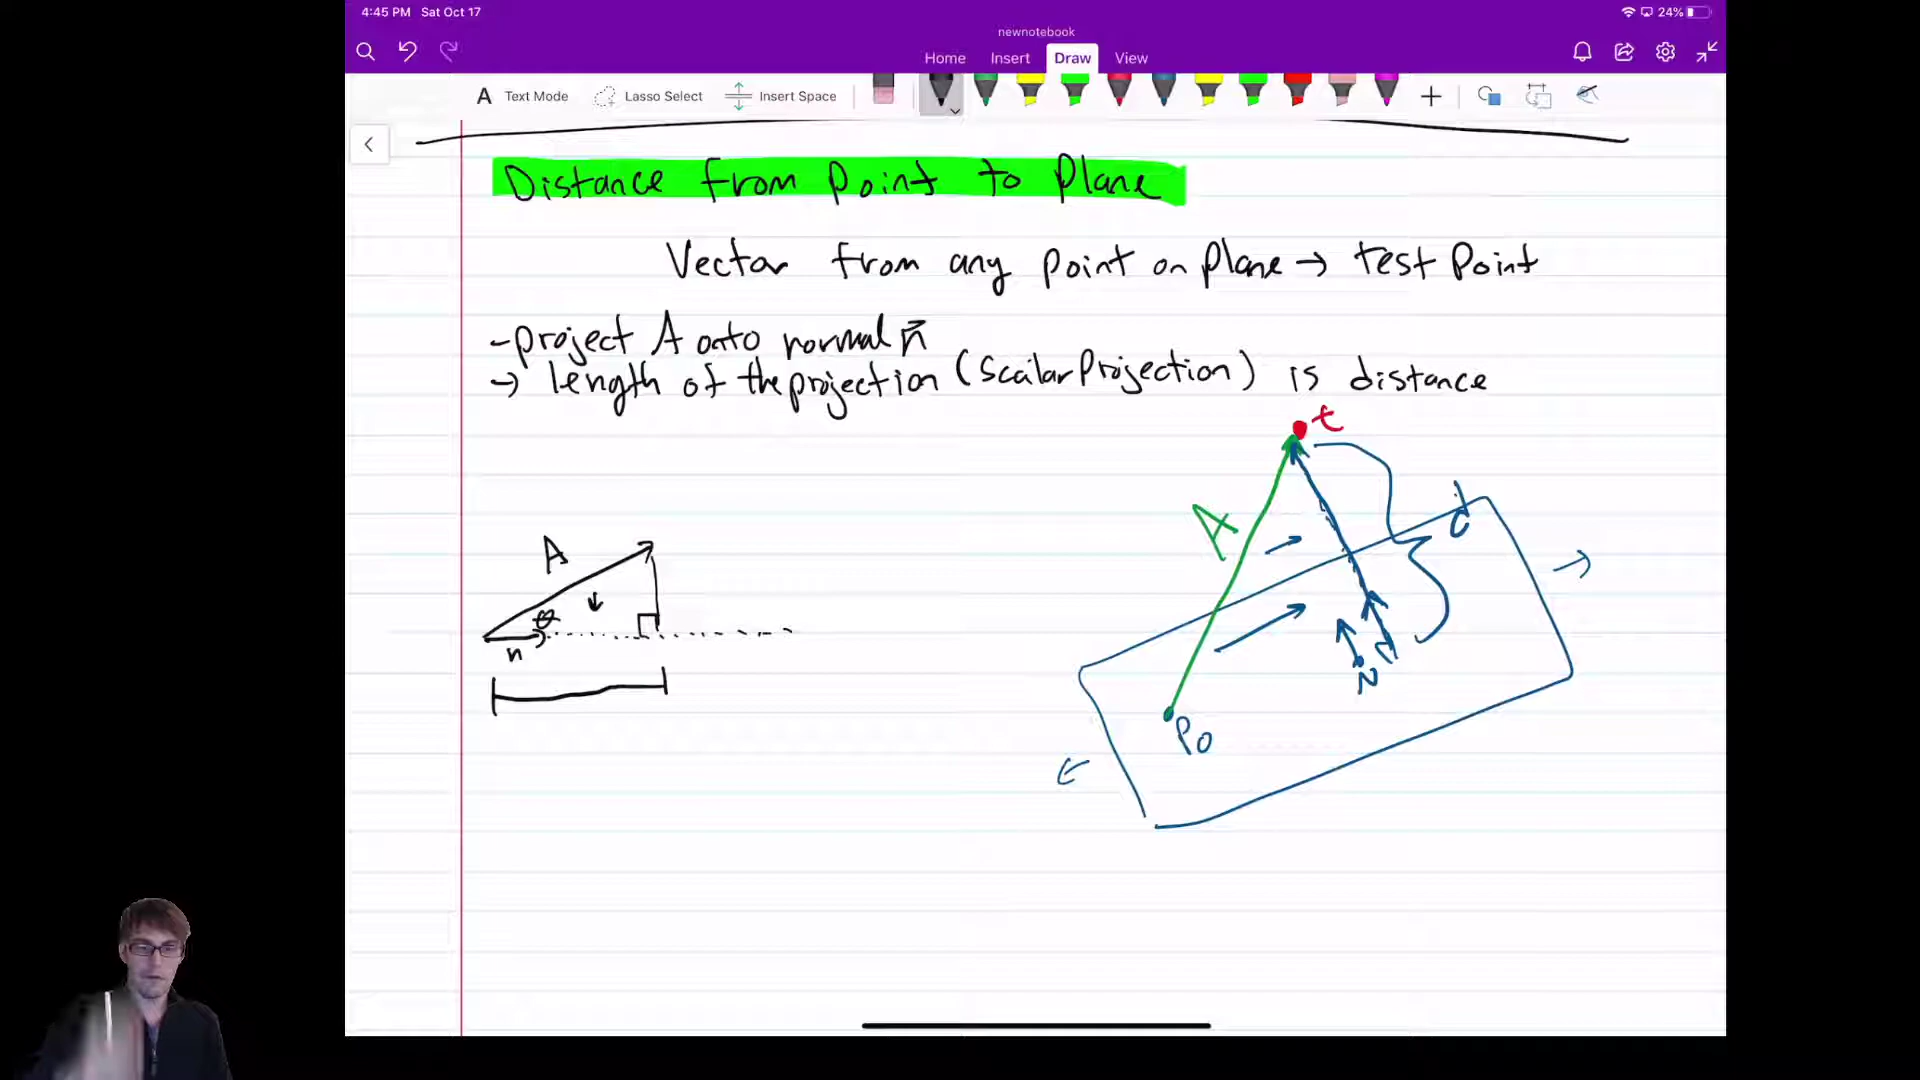 4:45 PM Sat Oct 17
24%
newnotebook
Home Insert Draw View
A Text Mode Lasso Select Insert Space
Distance from point to plane
Vector from any point on plane → test point
- project A onto normal n⃗
→ length of the projection (scailar Projection) is distance
t
A
d
A
θ
n
N
P0